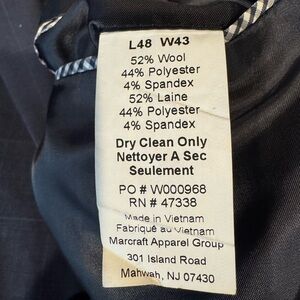 L48 W43
52% Wool
44% Polyester
4% Spandex
52% Laine
44% Polyester
4% Spandex
Dry Clean Only
Nettoyer A Sec
Seulement
PO # W000968
RN # 47338
Made in Vietnam
Fabriqué au Vietnam
Marcraft Apparel Group
301 Island Road
Mahwah, NJ 07430